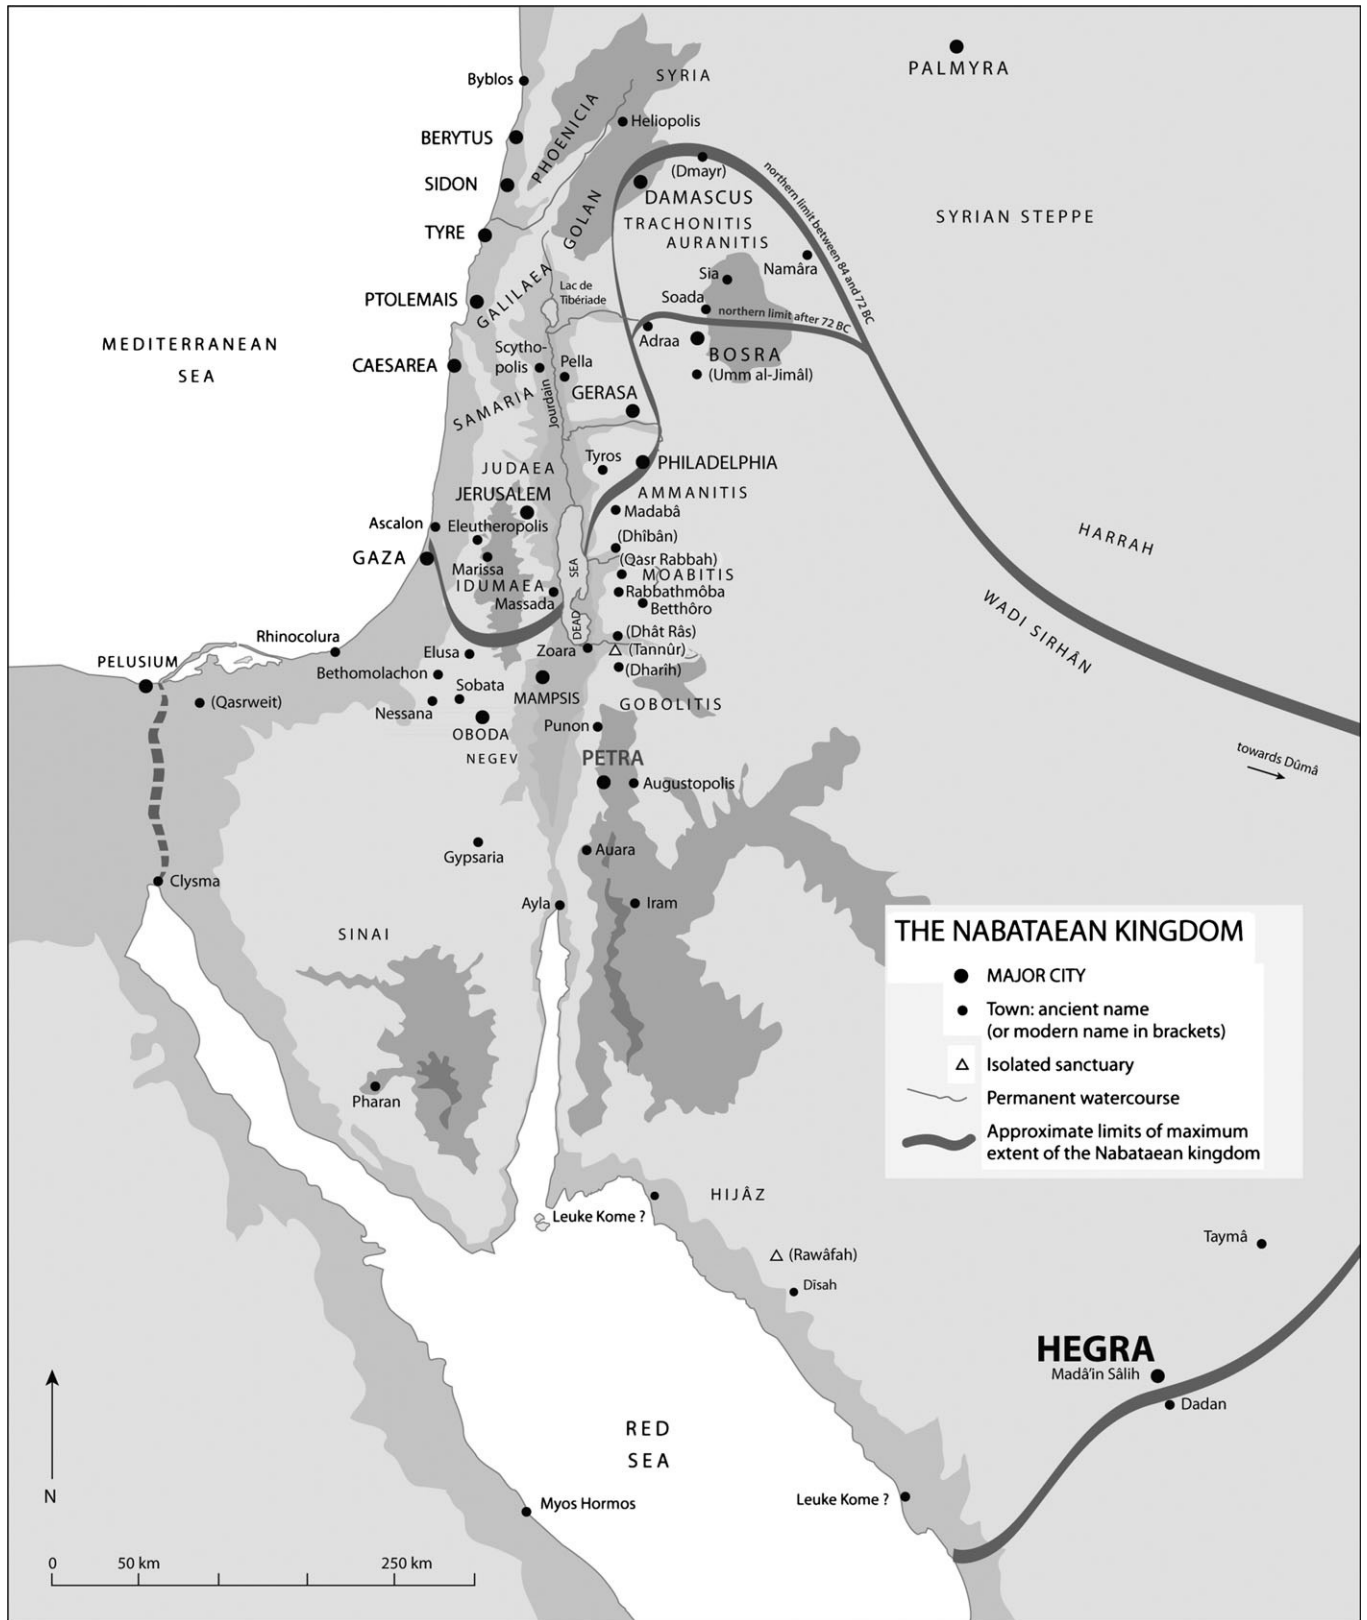 Byblos
SYRIA
PALMYRA
Heliopolis
PHOENICIA
BERYTUS
(Dmayr)
SIDON
DAMASCUS
GOLAN
TRACHONITIS
AURANITIS
northern limit between 84 and 72 BC
SYRIAN STEPPE
TYRE
Namâra
Sia
GALILAEA
Lac de
Tibériade
PTOLEMAIS
Soada
northern limit after 72 BC
MEDITERRANEAN
SEA
Adraa
BOSRA
Scytho-
polis
Pella
(Umm al-Jimâl)
CAESAREA
GERASA
SAMARIA
Jourdain
Tyros
PHILADELPHIA
JUDAEA
AMMANITIS
JERUSALEM
Madabâ
Ascalon
Eleutheropolis
(Dhîbân)
HARRAH
GAZA
Marissa
(Qasr Rabbah)
MOABITIS
IDUMAEA
Rabbathmôba
Massada
Betthôro
DEAD
SEA
WADI SIRHÂN
Rhinocolura
(Dhât Râs)
Elusa
Zoara
(Tannûr)
PELUSIUM
Bethomolachon
(Dharîh)
(Qasrweit)
Sobata
MAMPSIS
Nessana
GOBOLITIS
OBODA
Punon
NEGEV
PETRA
towards Dûmâ
Augustopolis
Gypsaria
Auara
Clysma
Ayla
Iram
SINAI
Pharan
THE NABATAEAN KINGDOM
MAJOR CITY
Town: ancient name
(or modern name in brackets)
Isolated sanctuary
Permanent watercourse
Approximate limits of maximum
extent of the Nabataean kingdom
HIJÂZ
Leuke Kome ?
(Rawâfah)
Taymâ
Dîsah
HEGRA
Madâ'in Sâlih
Dadan
RED
SEA
N
Myos Hormos
Leuke Kome ?
0 50 km 250 km